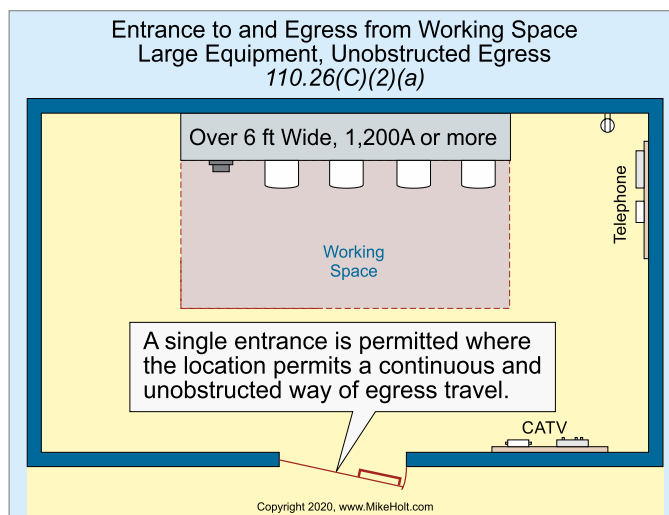 Entrance to and Egress from Working Space
Large Equipment, Unobstructed Egress
110.26(C)(2)(a)
Over 6 ft Wide, 1,200A or more
Telephone
Working
Space
A single entrance is permitted where
the location permits a continuous and
unobstructed way of egress travel.
CATV
Copyright 2020, www.MikeHolt.com